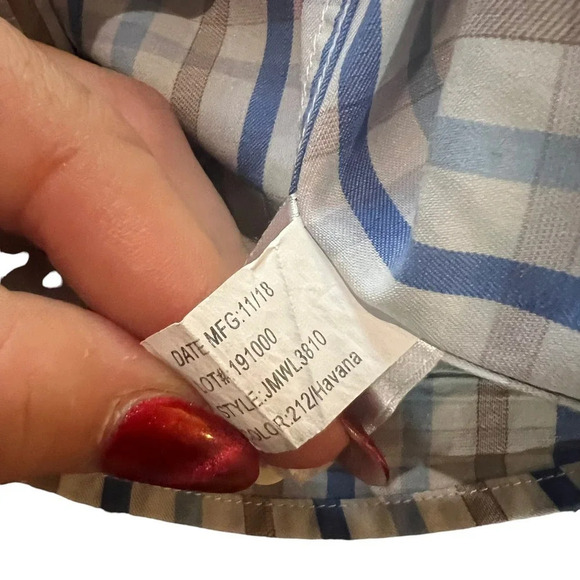 DATE MFG:11/18
LOT# 191000
STYLE:JMWL3810
COLOR:212/Havana